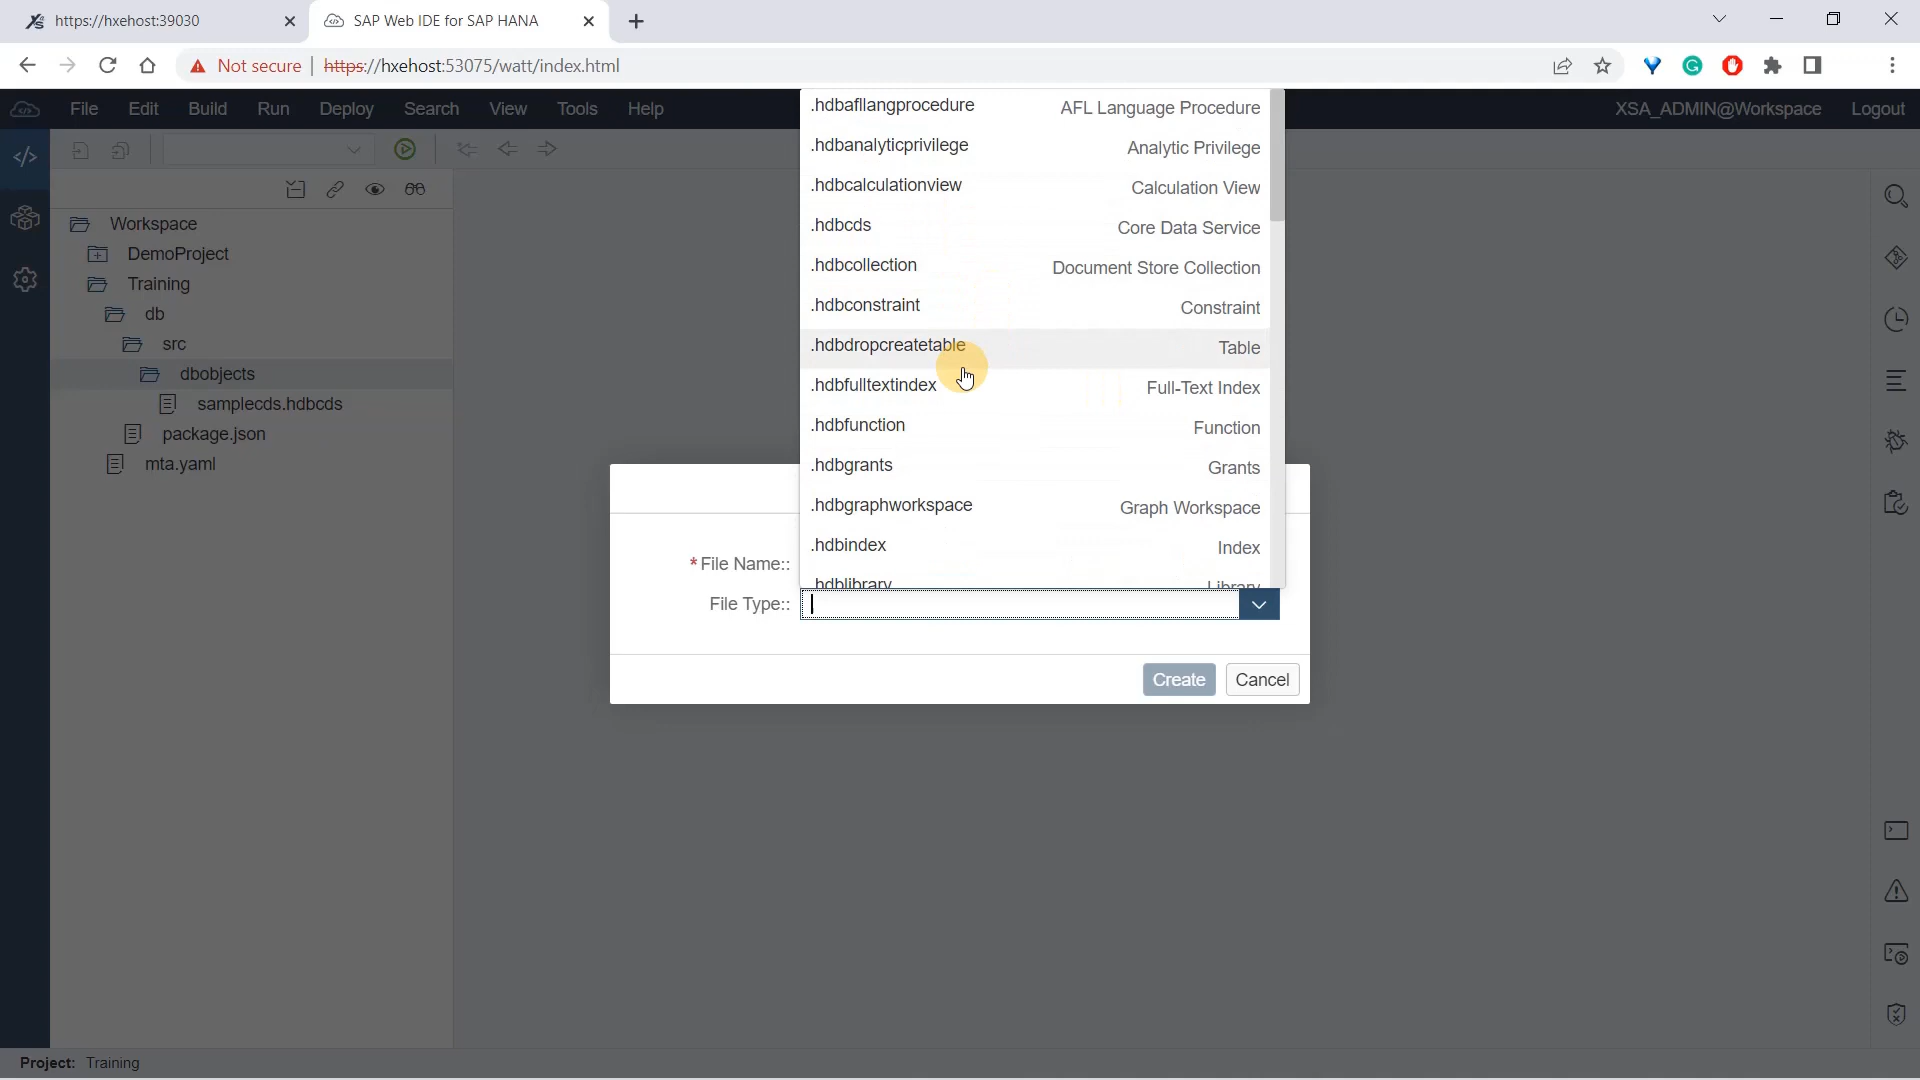 https://hxehost:39030
SAP Web IDE for SAP HANA
Not secure | https://hxehost:53075/watt/index.html
File Edit Build Run Deploy Search View Tools Help
XSA_ADMIN@Workspace Logout
Workspace
DemoProject
Training
db
src
dbobjects
samplecds.hdbcds
package.json
mta.yaml
.hdbafllangprocedure AFL Language Procedure
.hdbanalyticprivilege Analytic Privilege
.hdbcalculationview Calculation View
.hdbcds Core Data Service
.hdbcollection Document Store Collection
.hdbconstraint Constraint
.hdbdropcreatetable Table
.hdbfulltextindex Full-Text Index
.hdbfunction Function
.hdbgrants Grants
.hdbgraphworkspace Graph Workspace
.hdbindex Index
.hdblibrary Library
*File Name::
File Type::
Create Cancel
Project: Training